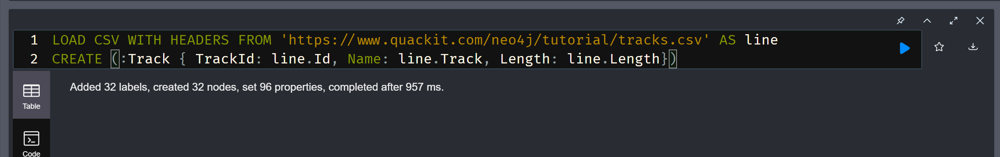 1 LOAD CSV WITH HEADERS FROM 'https://www.quackit.com/neo4j/tutorial/tracks.csv' AS line
2 CREATE (:Track { TrackId: line.Id, Name: line.Track, Length: line.Length})
Added 32 labels, created 32 nodes, set 96 properties, completed after 957 ms.
Table
Code